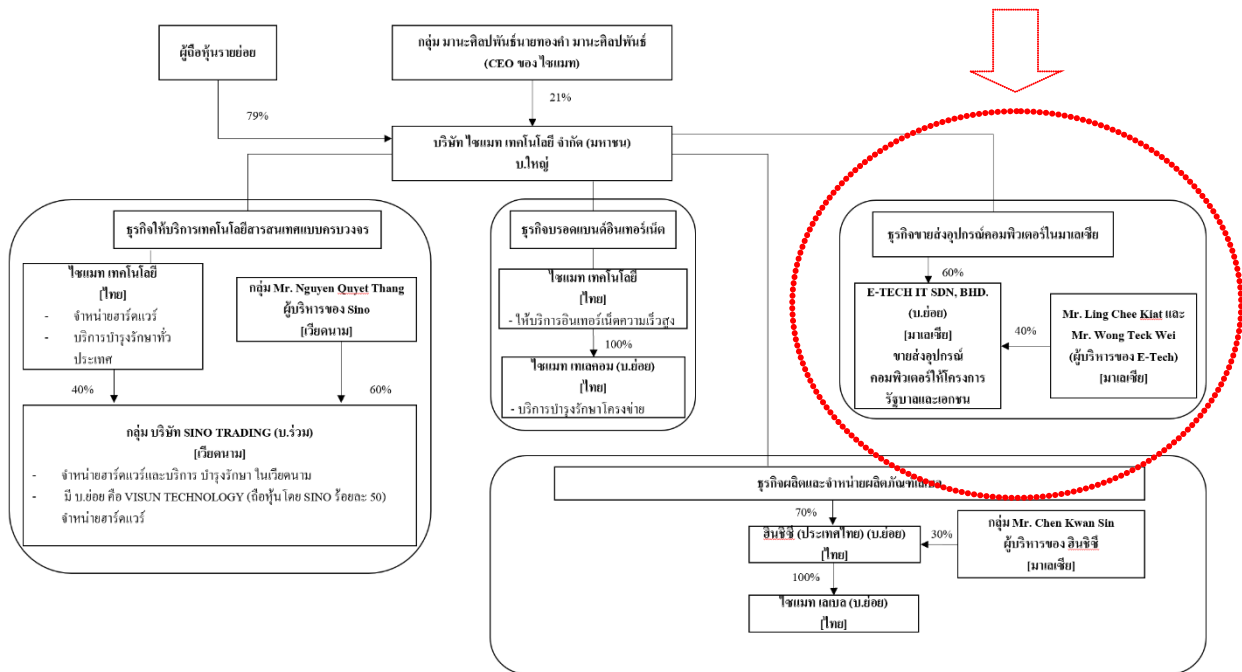 ผู้ถือหุ้นรายย่อย
กลุ่ม มานะศิลปพันธ์นายทองคำ มานะศิลปพันธ์
(CEO ของ ไซแมท)
79%
21%
บริษัท ไซแมท เทคโนโลยี จำกัด (มหาชน)
บ.ใหญ่
ธุรกิจให้บริการเทคโนโลยีสารสนเทศแบบครบวงจร
ไซแมท เทคโนโลยี
[ไทย]
- จำหน่ายฮาร์ดแวร์
- บริการบำรุงรักษาทั่ว
ประเทศ
กลุ่ม Mr. Nguyen Quyet Thang
ผู้บริหารของ Sino
[เวียดนาม]
40%
60%
กลุ่ม บริษัท SINO TRADING (บ.ร่วม)
[เวียดนาม]
- จำหน่ายฮาร์ดแวร์และบริการ บำรุงรักษา ในเวียดนาม
- มี บ.ย่อย คือ VISUN TECHNOLOGY (ถือหุ้นโดย SINO ร้อยละ 50)
จำหน่ายฮาร์ดแวร์
ธุรกิจบรอดแบนด์อินเทอร์เน็ต
ไซแมท เทคโนโลยี
[ไทย]
- ให้บริการอินเทอร์เน็ตความเร็วสูง
100%
ไซแมท เทเลคอม (บ.ย่อย)
[ไทย]
- บริการบำรุงรักษาโครงข่าย
ธุรกิจขายส่งอุปกรณ์คอมพิวเตอร์ในมาเลเซีย
60%
E-TECH IT SDN, BHD.
(บ.ย่อย)
[มาเลเซีย]
ขายส่งอุปกรณ์
คอมพิวเตอร์ให้โครงการ
รัฐบาลและเอกชน
40%
Mr. Ling Chee Kiat และ
Mr. Wong Teck Wei
(ผู้บริหารของ E-Tech)
[มาเลเซีย]
ธุรกิจผลิตและจำหน่ายผลิตภัณฑ์เลเบล
70%
ฮินซิซึ (ประเทศไทย) (บ.ย่อย)
[ไทย]
30%
กลุ่ม Mr. Chen Kwan Sin
ผู้บริหารของ ฮินซิซึ
[มาเลเซีย]
100%
ไซแมท เลเบล (บ.ย่อย)
[ไทย]